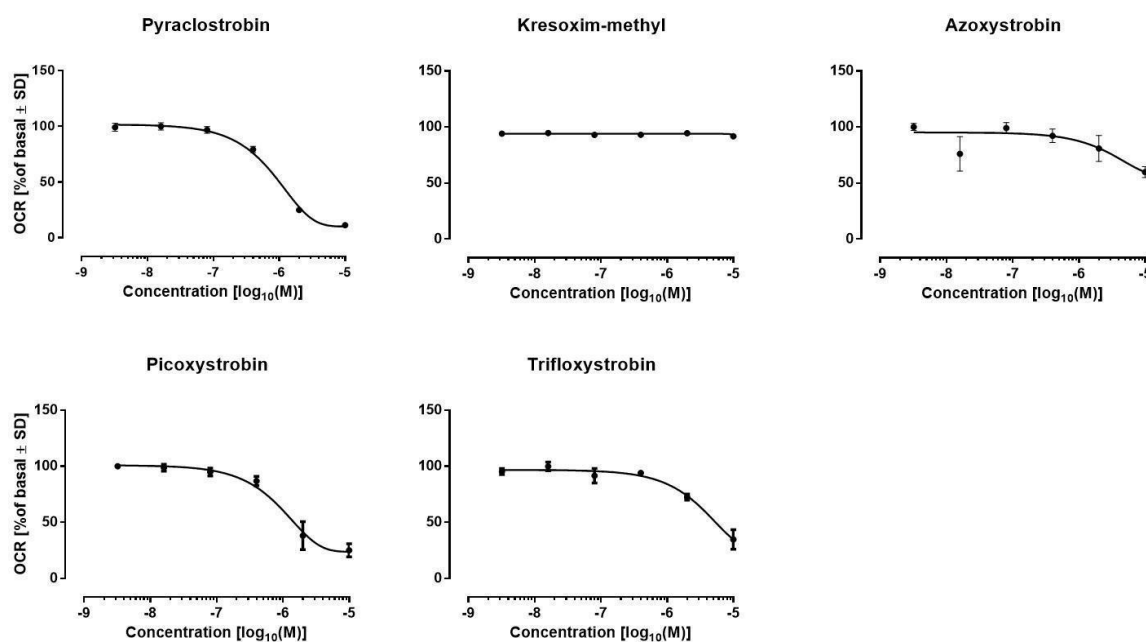 Pyraclostrobin
OCR [%of basal ± SD]
150
100
50
0
-9 -8 -7 -6 -5
Concentration [log₁₀(M)]
Kresoxim-methyl
150
100
50
0
-9 -8 -7 -6 -5
Concentration [log₁₀(M)]
Azoxystrobin
150
100
50
0
-9 -8 -7 -6 -5
Concentration [log₁₀(M)]
Picoxystrobin
OCR [%of basal ± SD]
150
100
50
0
-9 -8 -7 -6 -5
Concentration [log₁₀(M)]
Trifloxystrobin
150
100
50
0
-9 -8 -7 -6 -5
Concentration [log₁₀(M)]